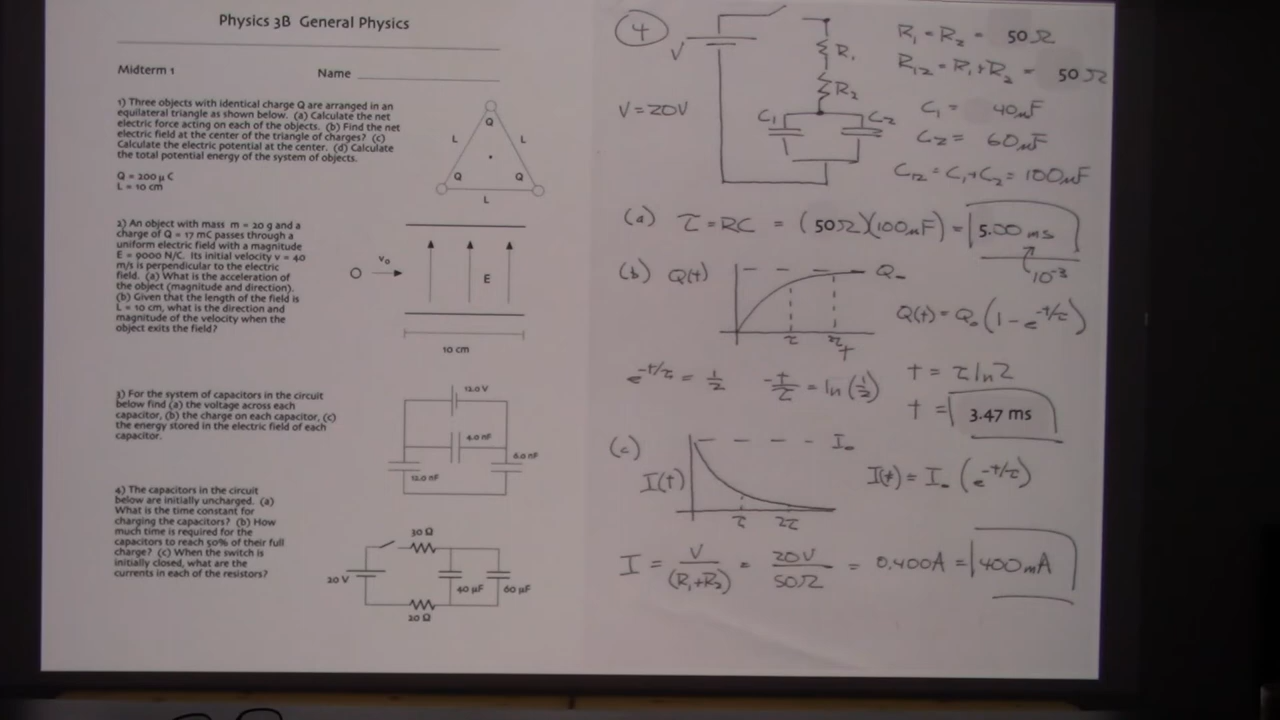 Physics 3B General Physics
Midterm 1 Name
1) Three objects with identical charge Q are arranged in an
equilateral triangle as shown below. (a) Calculate the net
electric force acting on each of the objects. (b) Find the net
electric field at the center of the triangle of charges? (c)
Calculate the electric potential at the center. (d) Calculate
the total potential energy of the system of objects.
Q = 200 µ C
L = 10 cm
Q
L L
Q Q
L
2) An object with mass m = 20 g and a
charge of Q = 17 mC passes through a
uniform electric field with a magnitude
E = 9000 N/C. Its initial velocity v = 40
m/s is perpendicular to the electric
field. (a) What is the acceleration of
the object (magnitude and direction).
(b) Given that the length of the field is
L = 10 cm, what is the direction and
magnitude of the velocity when the
object exits the field?
v₀
E
10 cm
3) For the system of capacitors in the circuit
below find (a) the voltage across each
capacitor, (b) the charge on each capacitor, (c)
the energy stored in the electric field of each
capacitor.
12.0 V
4.0 nF
6.0 nF
12.0 nF
4) The capacitors in the circuit
below are initially uncharged. (a)
What is the time constant for
charging the capacitors? (b) How
much time is required for the
capacitors to reach 50% of their full
charge? (c) When the switch is
initially closed, what are the
currents in each of the resistors?
30 Ω
20 V
40 µF 60 µF
20 Ω
4
V
R₁
R₂
C₁ C₂
V = 20V
R₁ = R₂ = 50Ω
R₁₂ = R₁+R₂ = 50Ω
C₁ = 40µF
C₂ = 60µF
C₁₂ = C₁+C₂ = 100µF
(a) τ = RC = (50Ω)(100µF) = 5.00 ms
10⁻³
(b) Q(t) Q₀
τ 2τ
t
Q(t) = Q₀ (1 - e^-t/τ)
e^-t/τ = 1/2 -t/τ = ln(1/2) t = τ ln 2
t = 3.47 ms
(c) I₀
I(t)
τ 2τ
I(t) = I₀ (e^-t/τ)
I = V/(R₁+R₂) = 20V/50Ω = 0.400A = 400mA